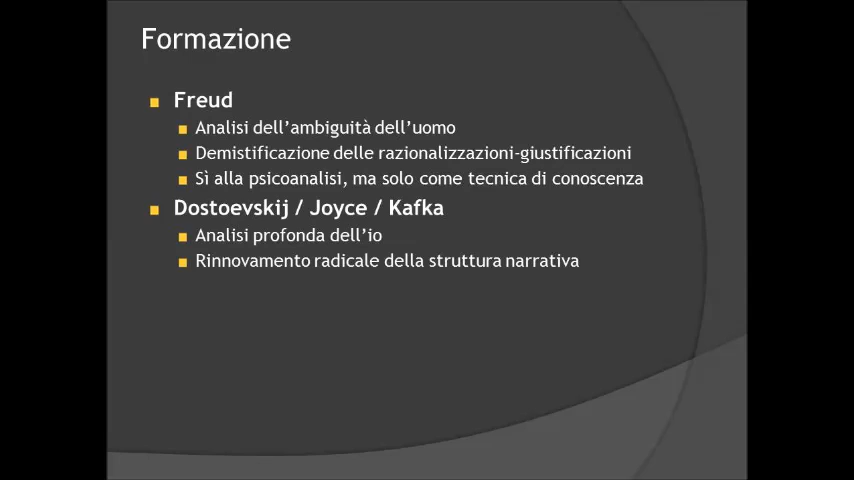 Formazione
Freud
Analisi dell'ambiguità dell'uomo
Demistificazione delle razionalizzazioni-giustificazioni
Sì alla psicoanalisi, ma solo come tecnica di conoscenza
Dostoevskij / Joyce / Kafka
Analisi profonda dell'io
Rinnovamento radicale della struttura narrativa